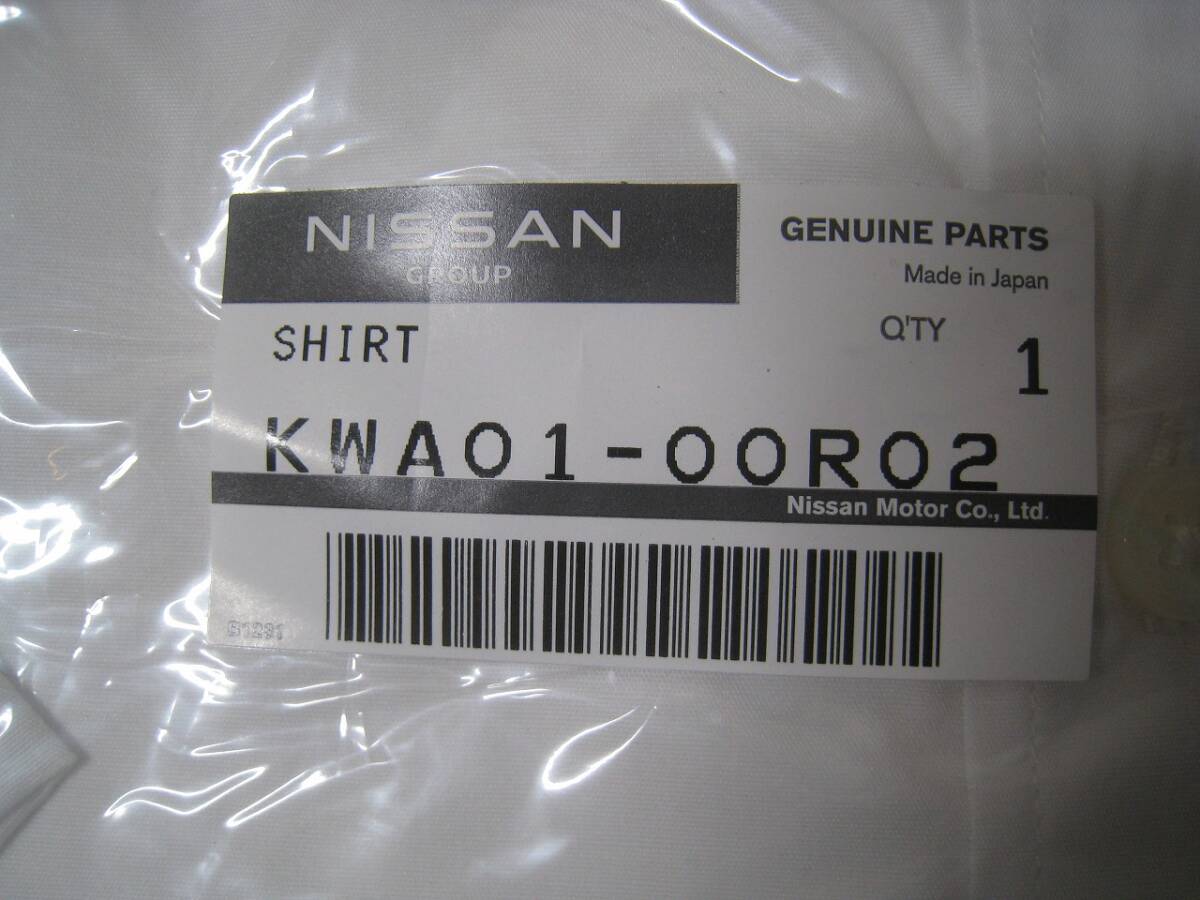 NISSAN
GROUP
GENUINE PARTS
Made in Japan
SHIRT
Q'TY 1
KWA01-00R02
Nissan Motor Co., Ltd.